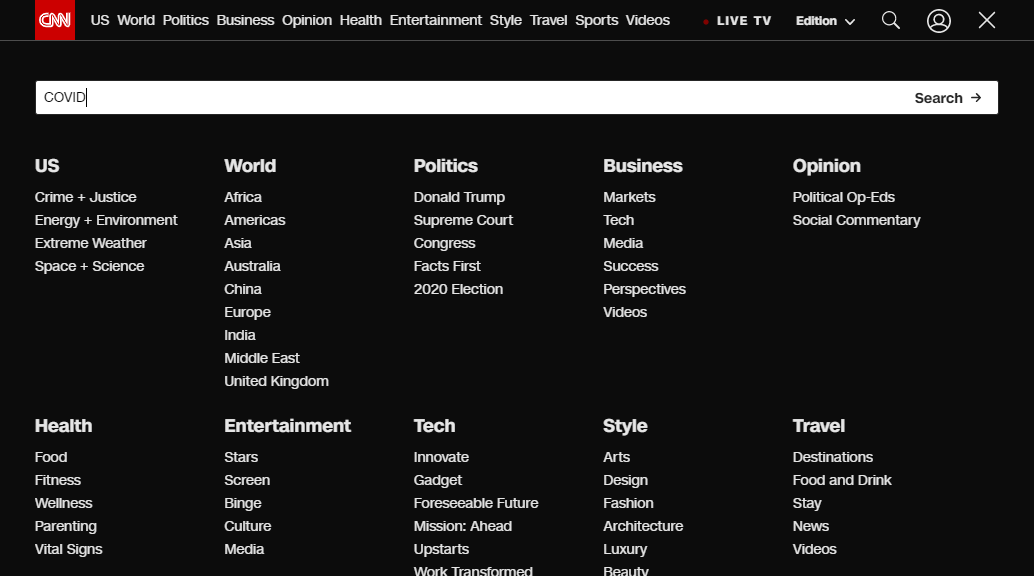 CNN US World Politics Business Opinion Health Entertainment Style Travel Sports Videos LIVE TV Edition
COVID Search →
US World Politics Business Opinion
Crime + Justice Africa Donald Trump Markets Political Op-Eds
Energy + Environment Americas Supreme Court Tech Social Commentary
Extreme Weather Asia Congress Media
Space + Science Australia Facts First Success
China 2020 Election Perspectives
Europe Videos
India
Middle East
United Kingdom
Health Entertainment Tech Style Travel
Food Stars Innovate Arts Destinations
Fitness Screen Gadget Design Food and Drink
Wellness Binge Foreseeable Future Fashion Stay
Parenting Culture Mission: Ahead Architecture News
Vital Signs Media Upstarts Luxury Videos
Work Transformed Beauty